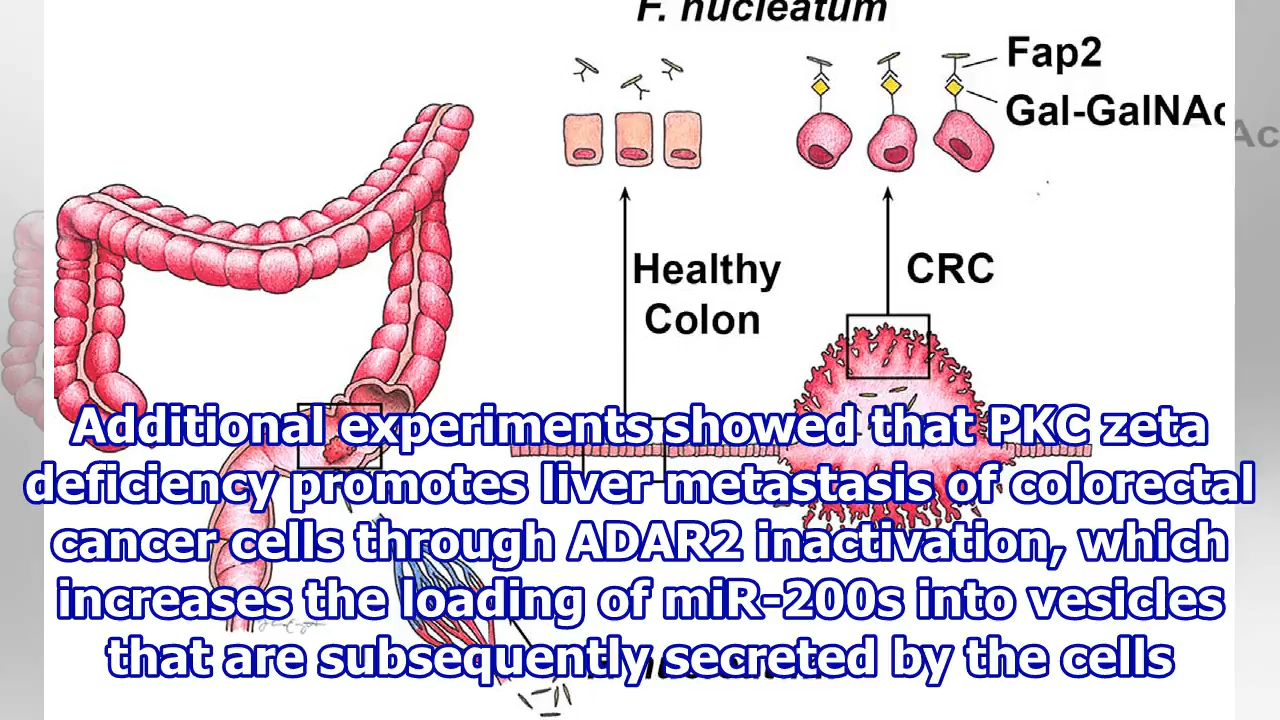 F. nucleatum
Fap2
Gal-GalNAc
Ac
Healthy
Colon
CRC
Additional experiments showed that PKC zeta
deficiency promotes liver metastasis of colorectal
cancer cells through ADAR2 inactivation, which
increases the loading of miR-200s into vesicles
that are subsequently secreted by the cells